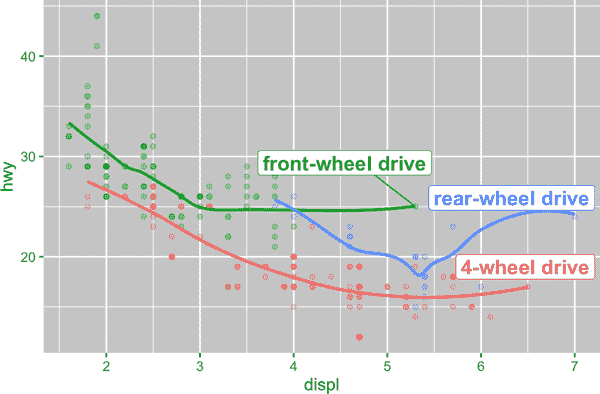 40
30
20
hwy
front-wheel drive
rear-wheel drive
4-wheel drive
2 3 4 5 6 7
displ